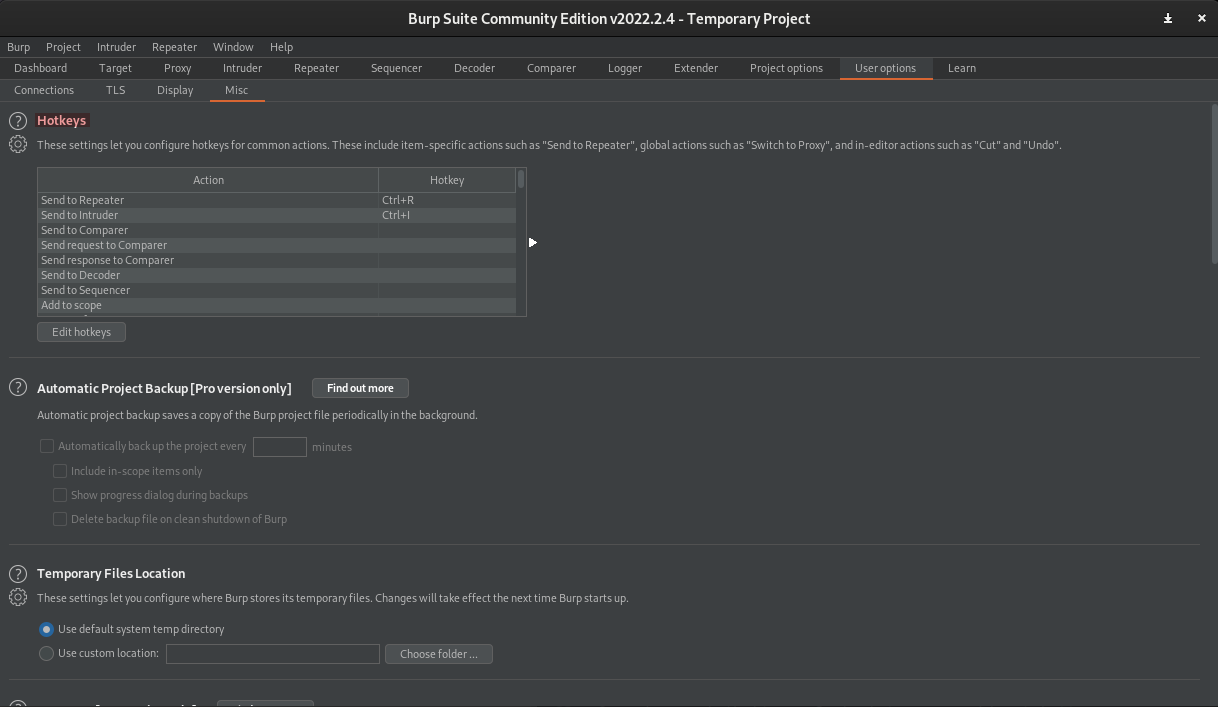 Burp Suite Community Edition v2022.2.4 - Temporary Project
Burp Project Intruder Repeater Window Help
Dashboard Target Proxy Intruder Repeater Sequencer Decoder Comparer Logger Extender Project options User options Learn
Connections TLS Display Misc
Hotkeys
These settings let you configure hotkeys for common actions. These include item-specific actions such as "Send to Repeater", global actions such as "Switch to Proxy", and in-editor actions such as "Cut" and "Undo".
Action Hotkey
Send to Repeater Ctrl+R
Send to Intruder Ctrl+I
Send to Comparer
Send request to Comparer
Send response to Comparer
Send to Decoder
Send to Sequencer
Add to scope
Edit hotkeys
Automatic Project Backup [Pro version only] Find out more
Automatic project backup saves a copy of the Burp project file periodically in the background.
Automatically back up the project every minutes
Include in-scope items only
Show progress dialog during backups
Delete backup file on clean shutdown of Burp
Temporary Files Location
These settings let you configure where Burp stores its temporary files. Changes will take effect the next time Burp starts up.
Use default system temp directory
Use custom location: Choose folder ...